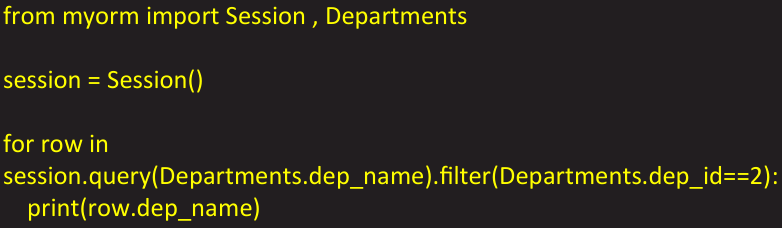 from myorm import Session , Departments
session = Session()
for row in
session.query(Departments.dep_name).filter(Departments.dep_id==2):
print(row.dep_name)